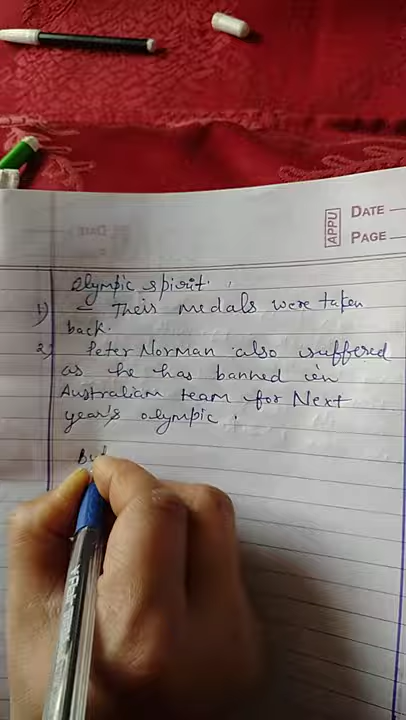 APPU
DATE
PAGE
Olympic spirit.
1) – Their medals were taken
back.
2) Peter Norman also suffered
as he has banned in
Australian team for Next
year's olympic.